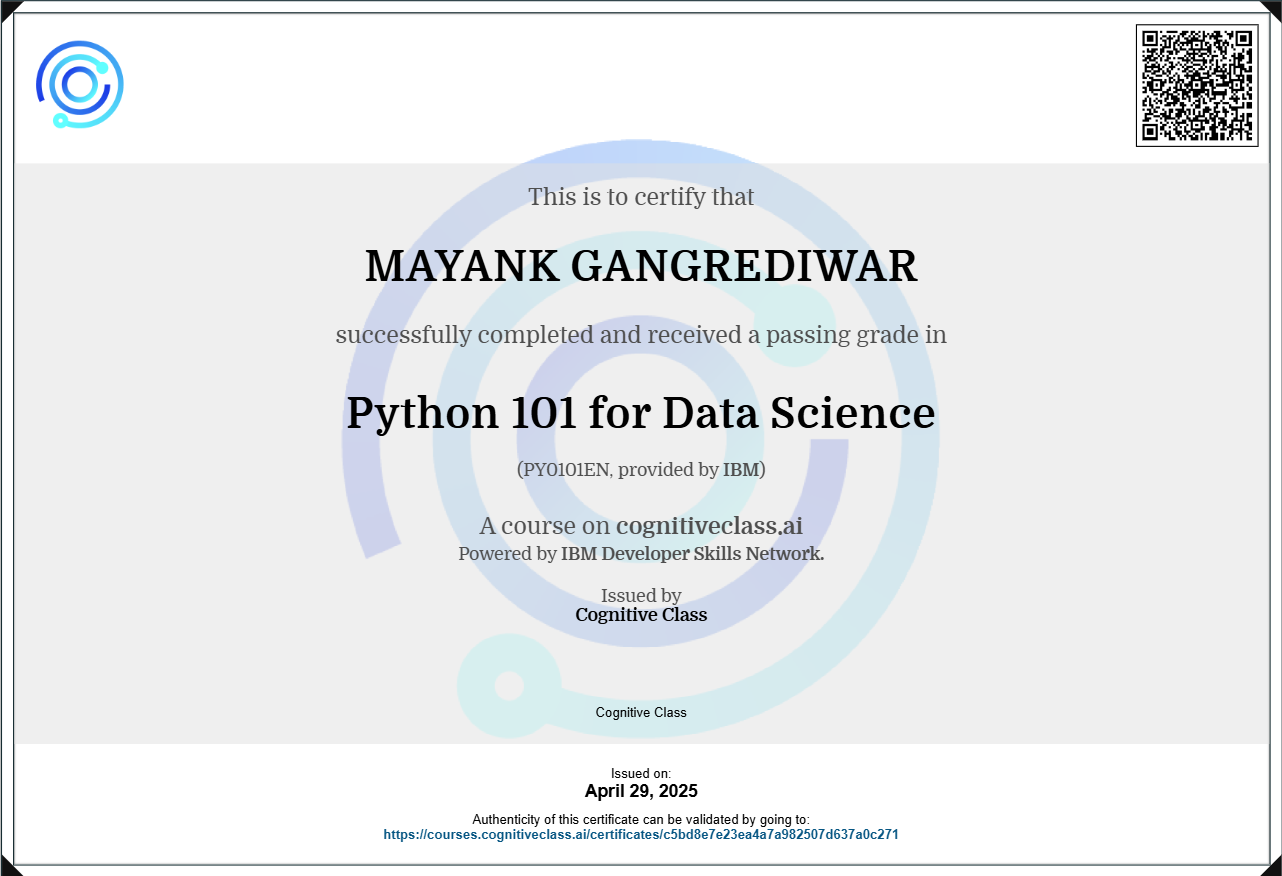 This is to certify that
MAYANK GANGREDIWAR
successfully completed and received a passing grade in
Python 101 for Data Science
(PY0101EN, provided by IBM)
A course on cognitiveclass.ai
Powered by IBM Developer Skills Network.
Issued by
Cognitive Class
Cognitive Class
Issued on:
April 29, 2025
Authenticity of this certificate can be validated by going to:
https://courses.cognitiveclass.ai/certificates/c5bd8e7e23ea4a7a982507d637a0c271